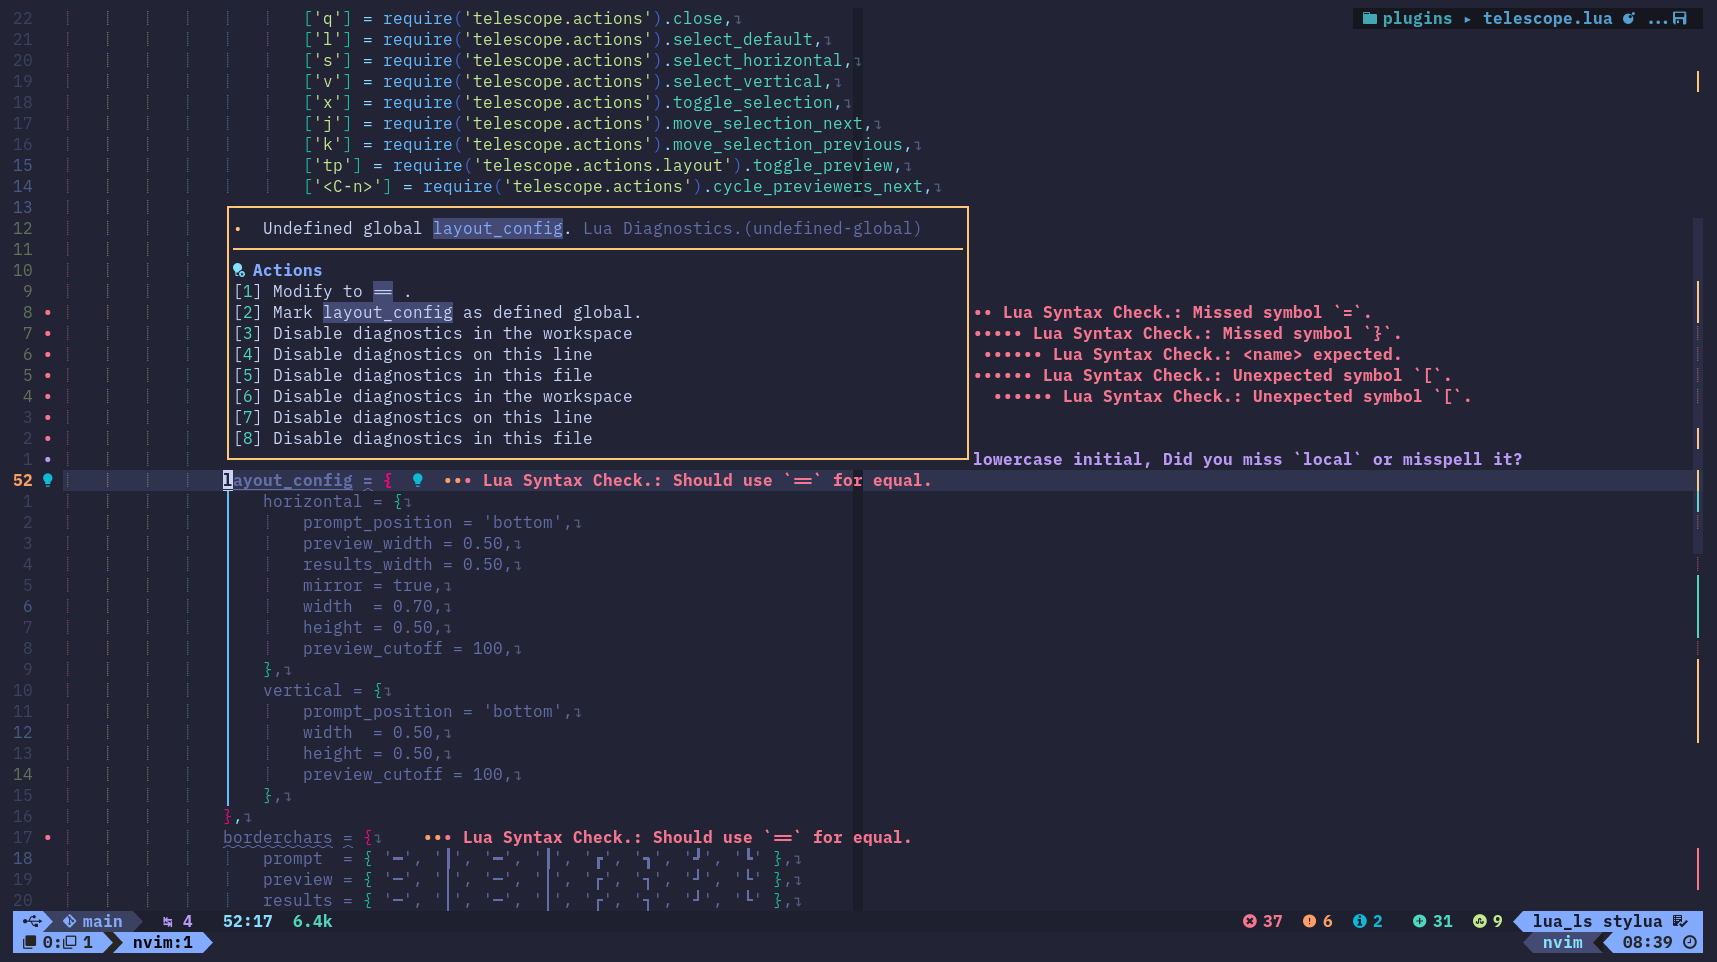 22 ['q'] = require('telescope.actions').close,
plugins ▸ telescope.lua ...
21 ['l'] = require('telescope.actions').select_default,
20 ['s'] = require('telescope.actions').select_horizontal,
19 ['v'] = require('telescope.actions').select_vertical,
18 ['x'] = require('telescope.actions').toggle_selection,
17 ['j'] = require('telescope.actions').move_selection_next,
16 ['k'] = require('telescope.actions').move_selection_previous,
15 ['tp'] = require('telescope.actions.layout').toggle_preview,
14 ['<C-n>'] = require('telescope.actions').cycle_previewers_next,
13
12 • Undefined global layout_config. Lua Diagnostics.(undefined-global)
11
10 Actions
9 [1] Modify to == .
8 • [2] Mark layout_config as defined global. •• Lua Syntax Check.: Missed symbol `=`.
7 • [3] Disable diagnostics in the workspace ••••• Lua Syntax Check.: Missed symbol `}`.
6 • [4] Disable diagnostics on this line •••••• Lua Syntax Check.: <name> expected.
5 • [5] Disable diagnostics in this file •••••• Lua Syntax Check.: Unexpected symbol `[`.
4 • [6] Disable diagnostics in the workspace •••••• Lua Syntax Check.: Unexpected symbol `[`.
3 • [7] Disable diagnostics on this line
2 • [8] Disable diagnostics in this file
1 • lowercase initial, Did you miss `local` or misspell it?
52 layout_config = { ••• Lua Syntax Check.: Should use `==` for equal.
1 horizontal = {
2 prompt_position = 'bottom',
3 preview_width = 0.50,
4 results_width = 0.50,
5 mirror = true,
6 width  = 0.70,
7 height = 0.50,
8 preview_cutoff = 100,
9 },
10 vertical = {
11 prompt_position = 'bottom',
12 width  = 0.50,
13 height = 0.50,
14 preview_cutoff = 100,
15 },
16 },
17 • borderchars = { ••• Lua Syntax Check.: Should use `==` for equal.
18 prompt  = { '━', '┃', '━', '┃', '┏', '┓', '┛', '┗' },
19 preview = { '─', '│', '─', '│', '┌', '┐', '┘', '└' },
20 results = { '─', '│', '─', '│', '┌', '┐', '┘', '└' },
main 4 52:17 6.4k 37 6 2 31 9 lua_ls stylua
0: 1 nvim:1 nvim 08:39